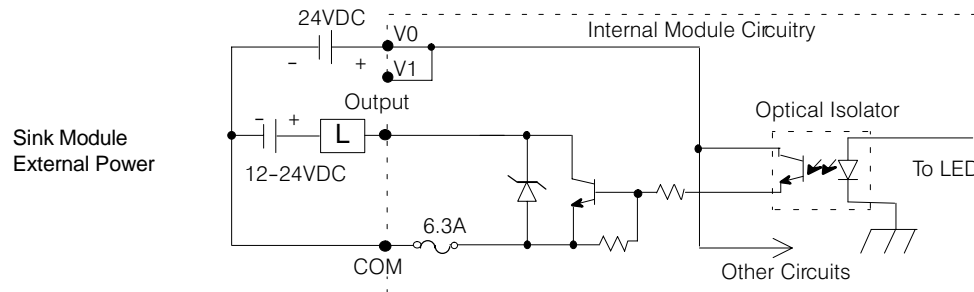 24VDC
V0
Internal Module Circuitry
- +
V1
Output
Optical Isolator
- +
L
Sink Module
External Power
12-24VDC
To LED
6.3A
COM
Other Circuits